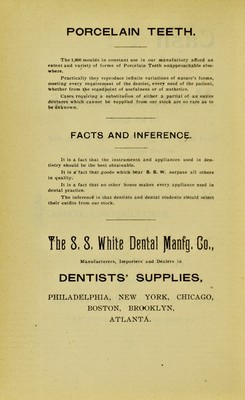 PORCELAIN TEETH.
The 1,800 moulds in constant use in our manufactory afford an
extent and variety of forms of Porcelain Teeth unapproachable else-
where.
Practically they reproduce infinite variations of nature's forms,
meeting every requirement of the dentist, every need of the patient,
whether from the standpoint of usefulness or of esthetics.
Cases requiring a substitution of either a partial or an entire
dentures which cannot be supplied from our stock are so rare as to
be unknown.
FACTS AND INFERENCE.
It is a fact that the instruments and appliances used in den-
tistry should be the best obtainable.
It is a fact that goods which bear S. S. W. surpass all others
in quality.
It is a fact that no other house makes every appliance used in
dental practice.
The inference is that dentists and dental students should select
their outfits from our stock.
The S. S. White Dental Manfg. Co.,
Manufacturers, Importers and Dealers in
DENTISTS' SUPPLIES,
PHILADELPHIA, NEW YORK, CHICAGO,
BOSTON, BROOKLYN,
ATLANTA.